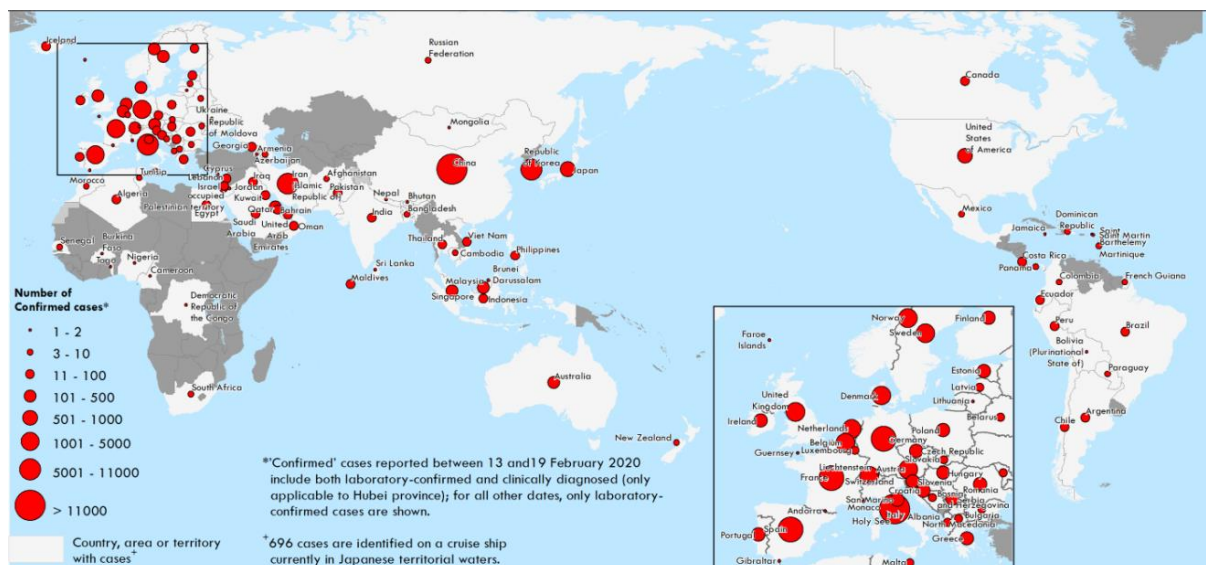 Iceland
Russian
Federation
Canada
Ukraine
Republic
of Moldova
Georgia
Armenia
Azerbaijan
Mongolia
China
Republic
of Korea
Japan
United
States
of America
Morocco
Tunisia
Algeria
Cyprus
Lebanon
Israel
occupied
Palestinian territory
Egypt
Jordan
Iraq
Kuwait
Iran
(Islamic
Republic of)
Afghanistan
Pakistan
Nepal
Bhutan
Bangladesh
India
Qatar
Bahrain
Saudi
Arabia
United
Arab
Emirates
Oman
Mexico
Jamaica
Dominican
Republic
Saint
Saint Martin
Barthelemy
Martinique
Senegal
Burkina
Faso
Togo
Nigeria
Cameroon
Democratic
Republic of
the Congo
South Africa
Thailand
Viet Nam
Cambodia
Philippines
Sri Lanka
Maldives
Brunei
Darussalam
Malaysia
Singapore
Indonesia
Australia
New Zealand
Costa Rica
Panama
Colombia
French Guiana
Ecuador
Peru
Brazil
Bolivia
(Plurinational
State of)
Paraguay
Chile
Argentina
Number of
Confirmed cases*
1 - 2
3 - 10
11 - 100
101 - 500
501 - 1000
1001 - 5000
5001 - 11000
> 11000
Country, area or territory
with cases+
*'Confirmed' cases reported between 13 and19 February 2020
include both laboratory-confirmed and clinically diagnosed (only
applicable to Hubei province); for all other dates, only laboratory-
confirmed cases are shown.
+696 cases are identified on a cruise ship
currently in Japanese territorial waters.
Norway
Finland
Faroe
Islands
Sweden
Estonia
Latvia
Lithuania
Denmark
United
Kingdom
Ireland
Belarus
Netherlands
Poland
Belgium
Germany
Guernsey
Luxembourg
Czech Republic
Slovakia
Liechtenstein
Austria
Hungary
France
Switzerland
Slovenia
Croatia
Romania
San Marino
Monaco
Bosnia
and Herzegovina
Serbia
Andorra
Holy See
Italy
Albania
Bulgaria
North Macedonia
Portugal
Spain
Greece
Gibraltar
Malta